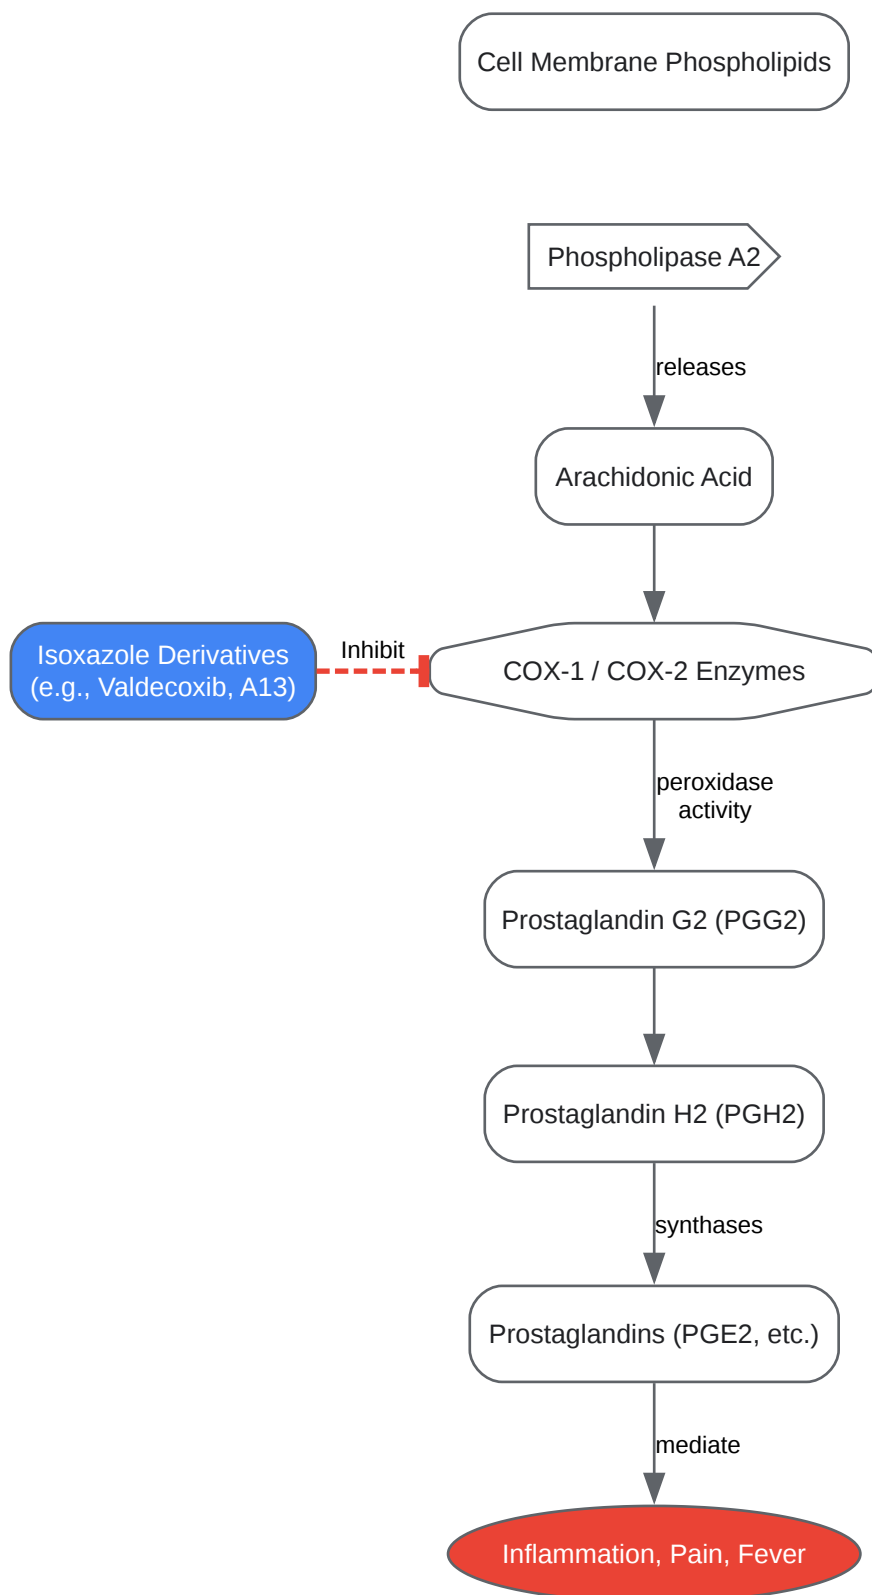 Cell Membrane Phospholipids
Phospholipase A2
releases
Arachidonic Acid
Isoxazole Derivatives
(e.g., Valdecoxib, A13)
Inhibit
COX-1 / COX-2 Enzymes
peroxidase
activity
Prostaglandin G2 (PGG2)
Prostaglandin H2 (PGH2)
synthases
Prostaglandins (PGE2, etc.)
mediate
Inflammation, Pain, Fever